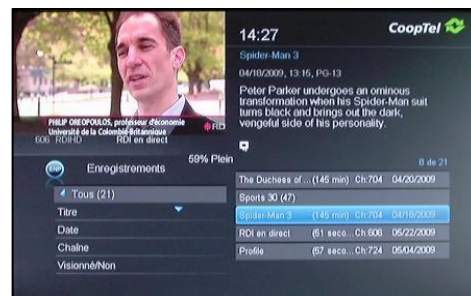 14:27
CoopTel
Spider-Man 3
04/18/2009, 13:15, PG-13
Peter Parker undergoes an ominous
transformation when his Spider-Man suit
turns black and brings out the dark,
vengeful side of his personality.
PHILIP OREOPOULOS, professeur d'économie
Université de la Colombie-Britannique
RDI
606 RDIHD RDI en direct
59% Plein
ENR Enregistrements
8 de 21
Tous (21)
Titre
Date
Chaîne
Visionné/Non
The Duchess of ... (145 min) Ch:704 04/20/2009
Sports 30 (47)
Spider-Man 3 (145 min) Ch:704 04/18/2009
RDI en direct (51 seco... Ch:606 05/22/2009
Profile (57 seco... Ch:724 05/04/2009